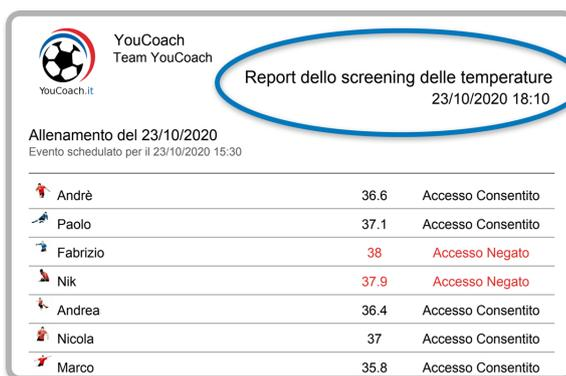 YouCoach
Team YouCoach
YouCoach.it
Report dello screening delle temperature
23/10/2020 18:10
Allenamento del 23/10/2020
Evento schedulato per il 23/10/2020 15:30
Andrè 36.6 Accesso Consentito
Paolo 37.1 Accesso Consentito
Fabrizio 38 Accesso Negato
Nik 37.9 Accesso Negato
Andrea 36.4 Accesso Consentito
Nicola 37 Accesso Consentito
Marco 35.8 Accesso Consentito